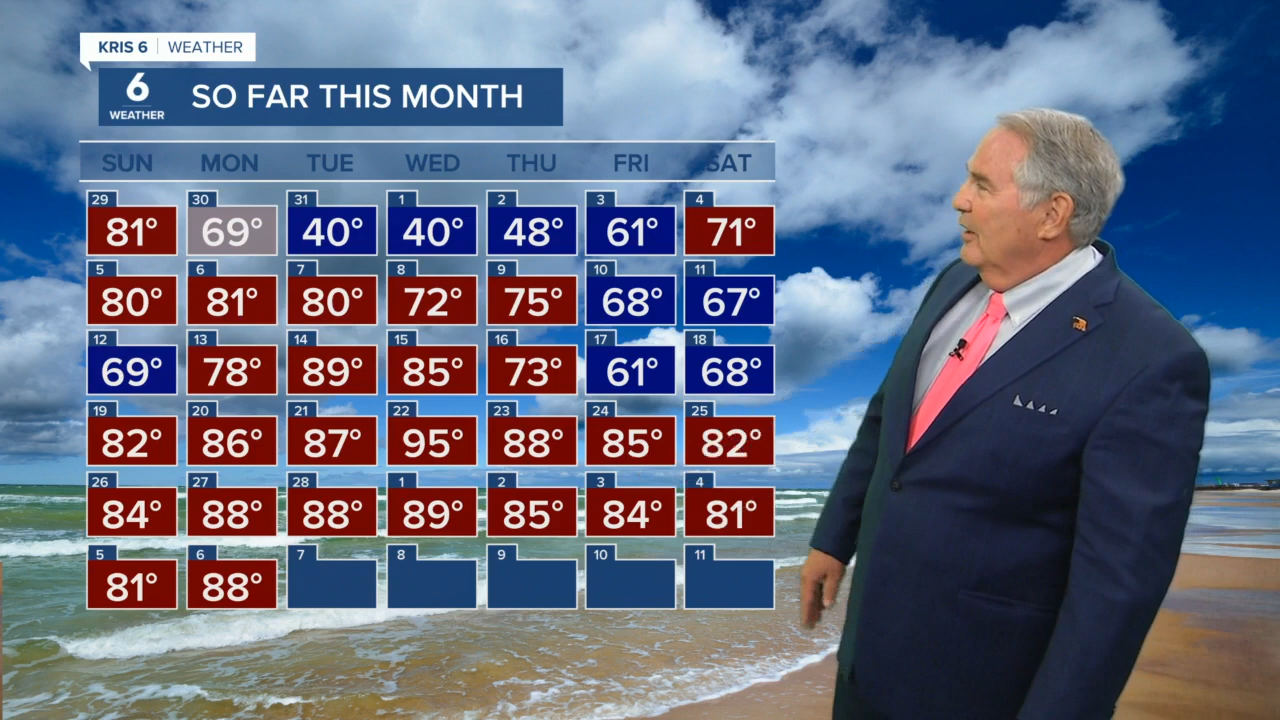 KRIS 6 | WEATHER
6
WEATHER
SO FAR THIS MONTH
SUN MON TUE WED THU FRI SAT
29 30 31 1 2 3 4
81° 69° 40° 40° 48° 61° 71°
5 6 7 8 9 10 11
80° 81° 80° 72° 75° 68° 67°
12 13 14 15 16 17 18
69° 78° 89° 85° 73° 61° 68°
19 20 21 22 23 24 25
82° 86° 87° 95° 88° 85° 82°
26 27 28 1 2 3 4
84° 88° 88° 89° 85° 84° 81°
5 6 7 8 9 10 11
81° 88°